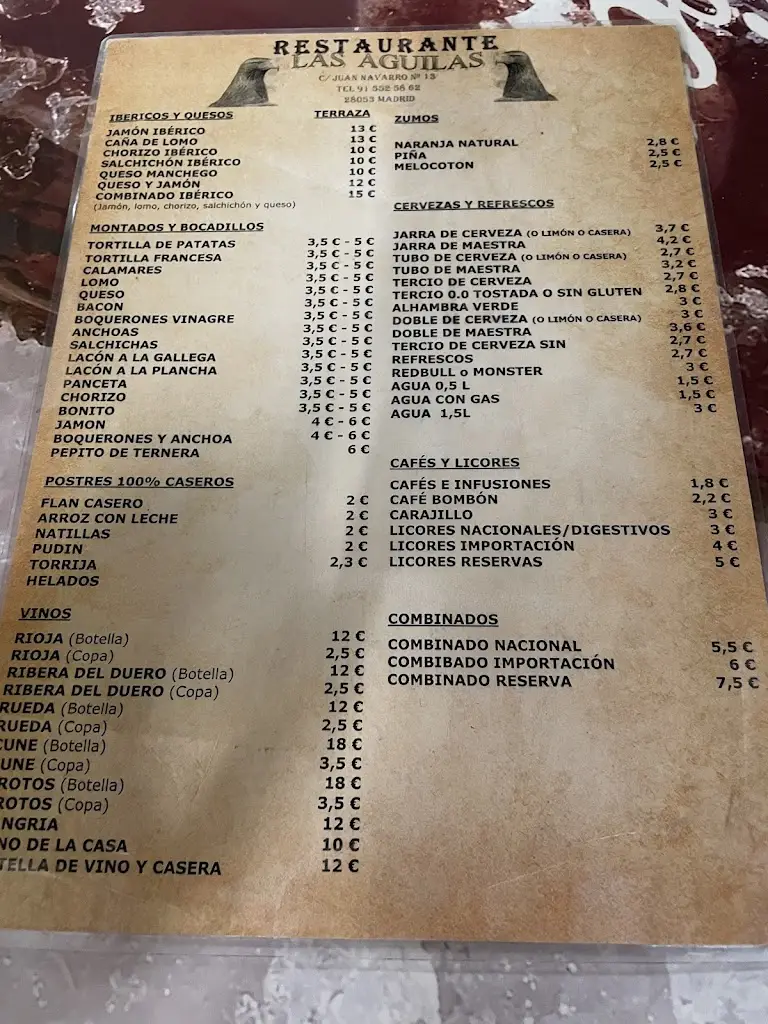 RESTAURANTE
LAS AGUILAS
C/ JUAN NAVARRO Nº 13
TEL 91 552 56 62
28053 MADRID
IBERICOS Y QUESOS TERRAZA
JAMÓN IBÉRICO 13 €
CAÑA DE LOMO 13 €
CHORIZO IBÉRICO 10 €
SALCHICHÓN IBÉRICO 10 €
QUESO MANCHEGO 10 €
QUESO Y JAMÓN 12 €
COMBINADO IBÉRICO 15 €
(Jamón, lomo, chorizo, salchichón y queso)
MONTADOS Y BOCADILLOS
TORTILLA DE PATATAS 3,5 € - 5 €
TORTILLA FRANCESA 3,5 € - 5 €
CALAMARES 3,5 € - 5 €
LOMO 3,5 € - 5 €
QUESO 3,5 € - 5 €
BACON 3,5 € - 5 €
BOQUERONES VINAGRE 3,5 € - 5 €
ANCHOAS 3,5 € - 5 €
SALCHICHAS 3,5 € - 5 €
LACÓN A LA GALLEGA 3,5 € - 5 €
LACÓN A LA PLANCHA 3,5 € - 5 €
PANCETA 3,5 € - 5 €
CHORIZO 3,5 € - 5 €
BONITO 3,5 € - 5 €
JAMON 4 € - 6 €
BOQUERONES Y ANCHOA 4 € - 6 €
PEPITO DE TERNERA 6 €
POSTRES 100% CASEROS
FLAN CASERO 2 €
ARROZ CON LECHE 2 €
NATILLAS 2 €
PUDIN 2 €
TORRIJA 2,3 €
HELADOS
VINOS
RIOJA (Botella) 12 €
RIOJA (Copa) 2,5 €
RIBERA DEL DUERO (Botella) 12 €
RIBERA DEL DUERO (Copa) 2,5 €
RUEDA (Botella) 12 €
RUEDA (Copa) 2,5 €
CUNE (Botella) 18 €
UNE (Copa) 3,5 €
ROTOS (Botella) 18 €
ROTOS (Copa) 3,5 €
NGRIA 12 €
NO DE LA CASA 10 €
TELLA DE VINO Y CASERA 12 €
ZUMOS
NARANJA NATURAL 2,8 €
PIÑA 2,5 €
MELOCOTON 2,5 €
CERVEZAS Y REFRESCOS
JARRA DE CERVEZA (O LIMÓN O CASERA) 3,7 €
JARRA DE MAESTRA 4,2 €
TUBO DE CERVEZA (O LIMÓN O CASERA) 2,7 €
TUBO DE MAESTRA 3,2 €
TERCIO DE CERVEZA 2,7 €
TERCIO 0.0 TOSTADA O SIN GLUTEN 2,8 €
ALHAMBRA VERDE 3 €
DOBLE DE CERVEZA (O LIMÓN O CASERA) 3 €
DOBLE DE MAESTRA 3,6 €
TERCIO DE CERVEZA SIN 2,7 €
REFRESCOS 2,7 €
REDBULL o MONSTER 3 €
AGUA 0,5 L 1,5 €
AGUA CON GAS 1,5 €
AGUA 1,5L 3 €
CAFÉS Y LICORES
CAFÉS E INFUSIONES 1,8 €
CAFÉ BOMBÓN 2,2 €
CARAJILLO 3 €
LICORES NACIONALES/DIGESTIVOS 3 €
LICORES IMPORTACIÓN 4 €
LICORES RESERVAS 5 €
COMBINADOS
COMBINADO NACIONAL 5,5 €
COMBIBADO IMPORTACIÓN 6 €
COMBINADO RESERVA 7,5 €